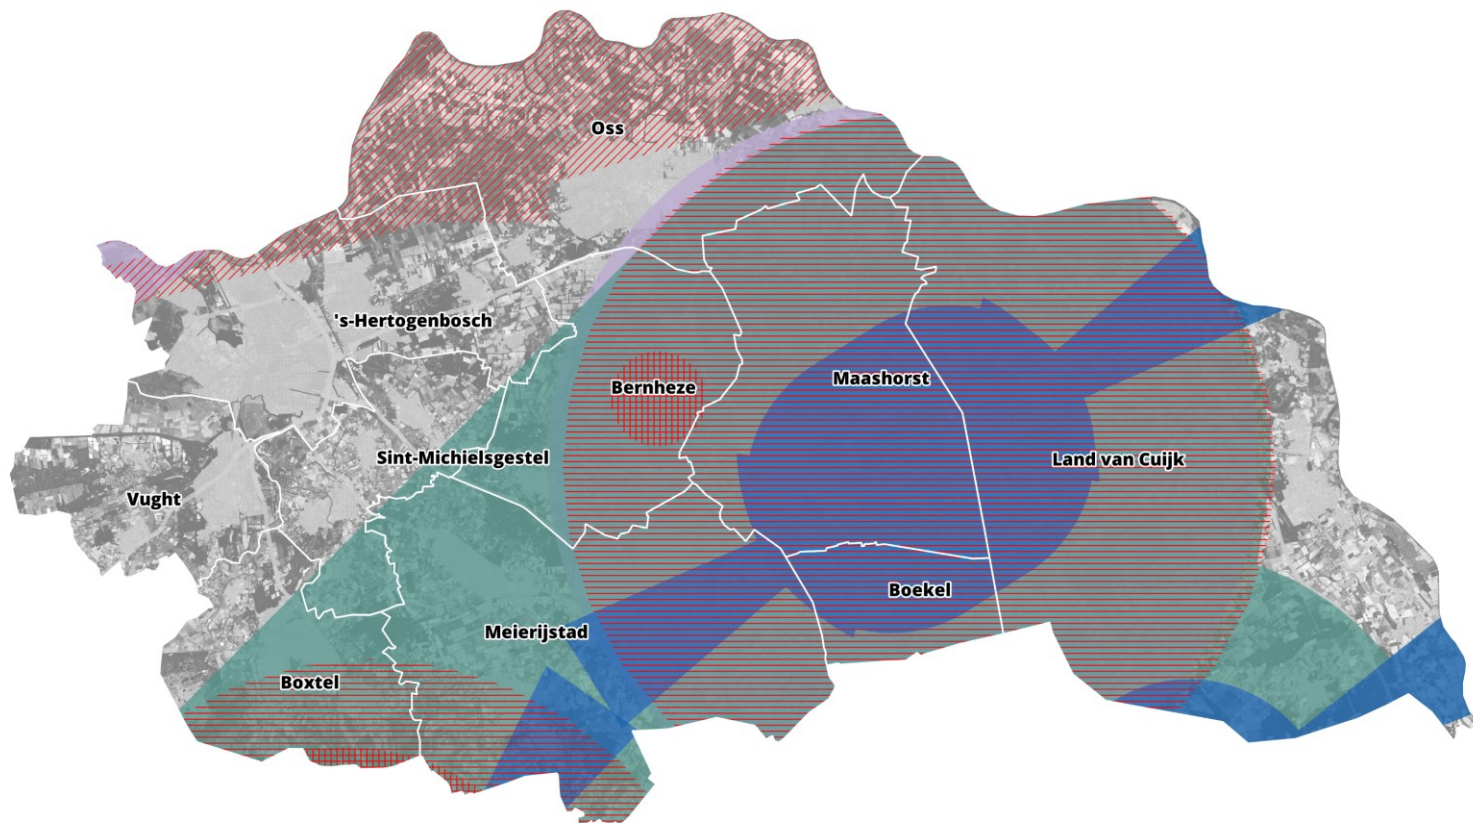 Oss
's-Hertogenbosch
Bernheze
Maashorst
Sint-Michielsgestel
Land van Cuijk
Vught
Boekel
Meierijstad
Boxtel